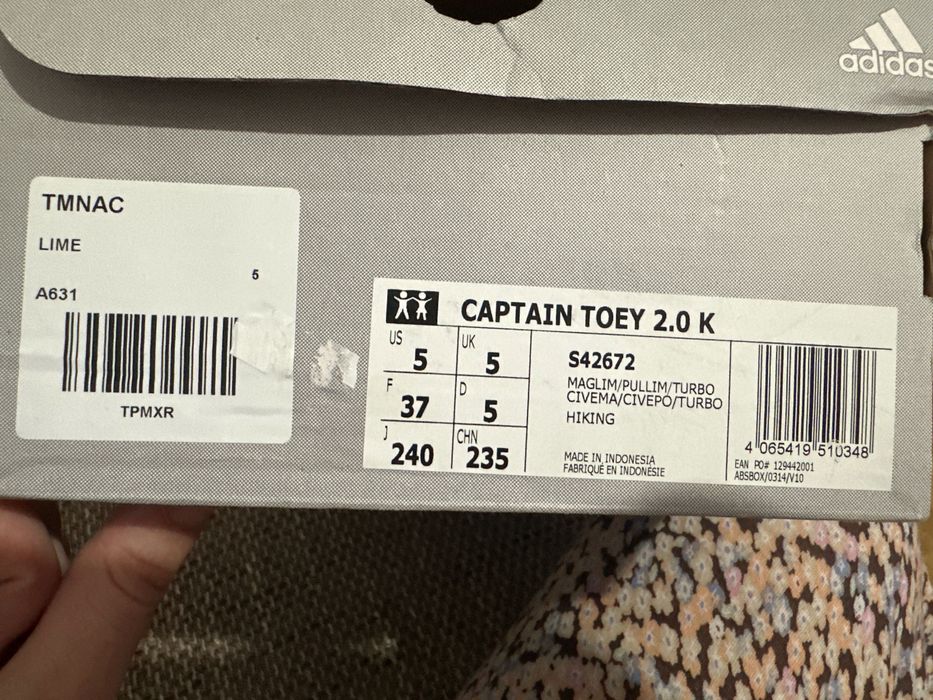 adidas
TMNAC
LIME
5
A631
TPMXR
CAPTAIN TOEY 2.0 K
US 5 UK 5
F 37 D 5
J 240 CHN 235
S42672
MAGLIM/PULLIM/TURBO
CIVEMA/CIVEPO/TURBO
HIKING
MADE IN INDONESIA
FABRIQUÉ EN INDONÉSIE
4 065419 510348
EAN PO# 129442001
ABSBOX/0314/V10